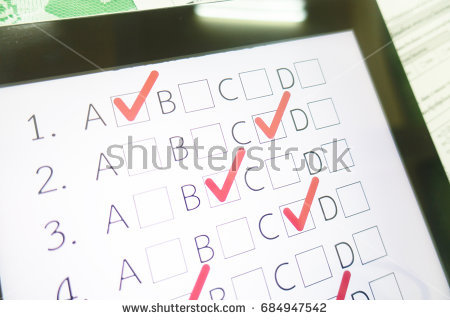 1. A B C D
2. A B C D
3. A B C D
4. A B C D
B C D
D
shutterstock
www.shutterstock.com · 684947542